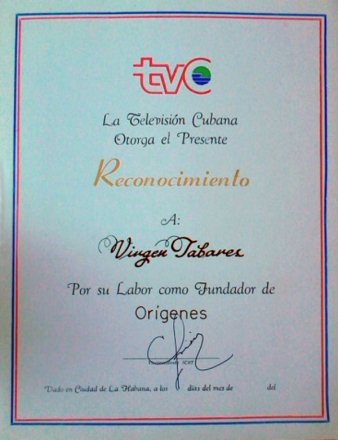 tvC
La Televisión Cubana
Otorga el Presente
Reconocimiento
A:
Virgen Tabares
Por su Labor como Fundador de
Orígenes
Dado en Ciudad de La Habana, a los días del mes de del